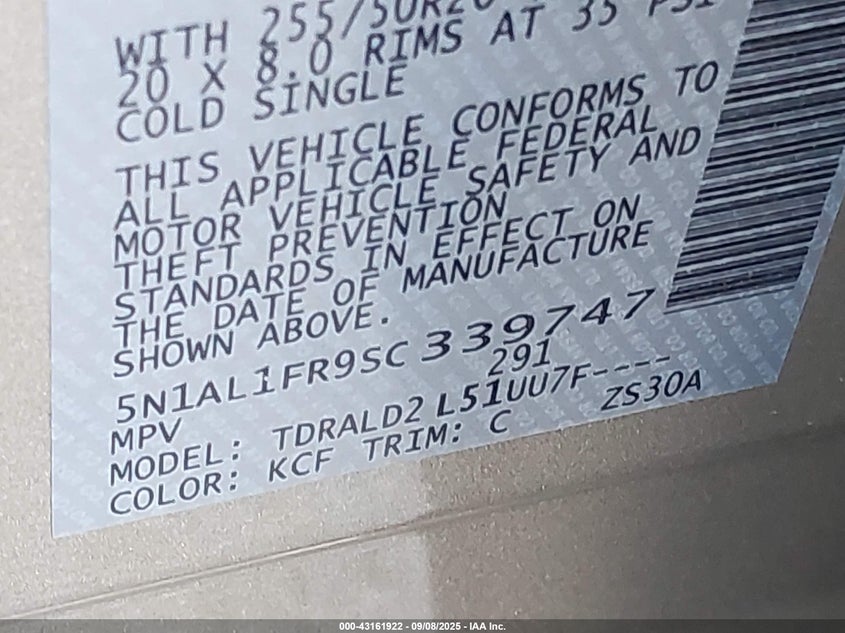 WITH 255/50R20
20 X 8.0 RIMS AT 35 PSI
COLD SINGLE
THIS VEHICLE CONFORMS TO
ALL APPLICABLE FEDERAL
MOTOR VEHICLE SAFETY AND
THEFT PREVENTION
STANDARDS IN EFFECT ON
THE DATE OF MANUFACTURE
SHOWN ABOVE.
5N1AL1FR9SC339747
MPV 291
MODEL: TDRALD2 L51UU7F----
COLOR: KCF TRIM: C ZS30A
000-43161922 - 09/08/2025 - IAA Inc.